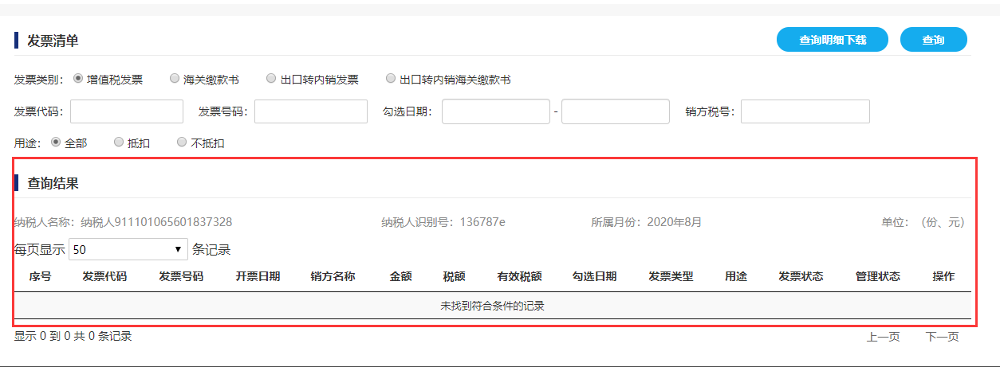 发票清单 查询明细下载 查询
发票类别: 增值税发票 海关缴款书 出口转内销发票 出口转内销海关缴款书
发票代码: 发票号码: 勾选日期: - 销方税号:
用途: 全部 抵扣 不抵扣
查询结果
纳税人名称: 纳税人911101065601837328 纳税人识别号: 136787e 所属月份: 2020年8月 单位: (份、元)
每页显示 50 条记录
序号 发票代码 发票号码 开票日期 销方名称 金额 税额 有效税额 勾选日期 发票类型 用途 发票状态 管理状态 操作
未找到符合条件的记录
显示 0 到 0 共 0 条记录 上一页 下一页